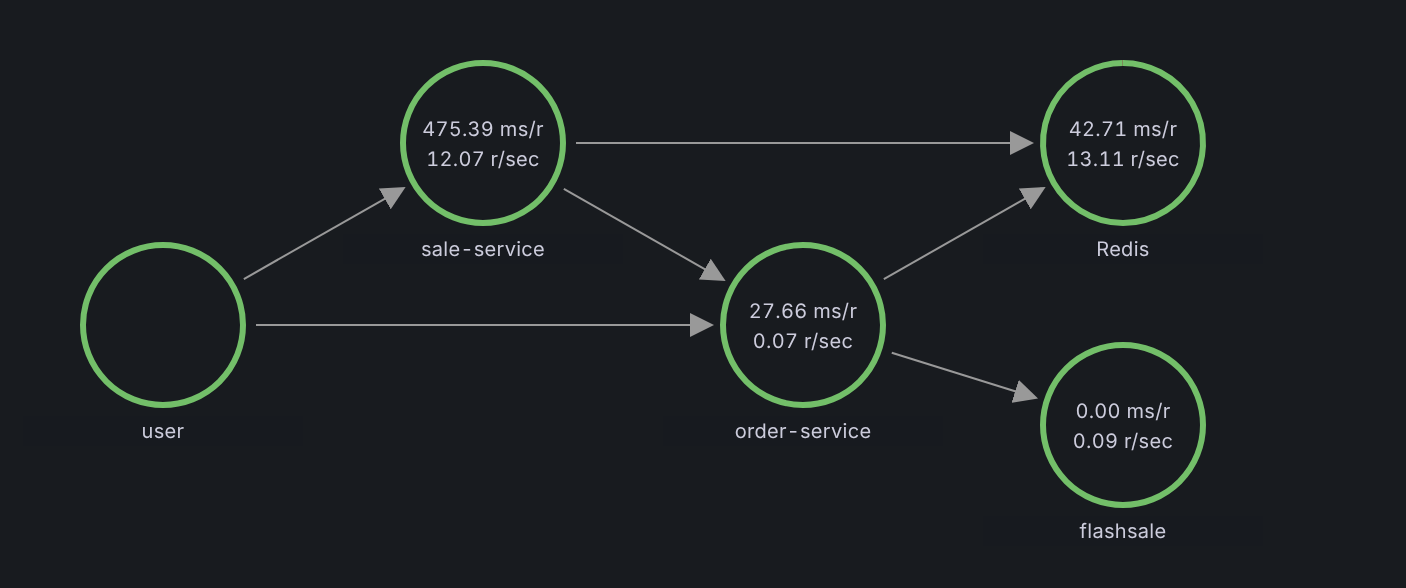 475.39 ms/r
12.07 r/sec
sale-service
42.71 ms/r
13.11 r/sec
Redis
user
27.66 ms/r
0.07 r/sec
order-service
0.00 ms/r
0.09 r/sec
flashsale